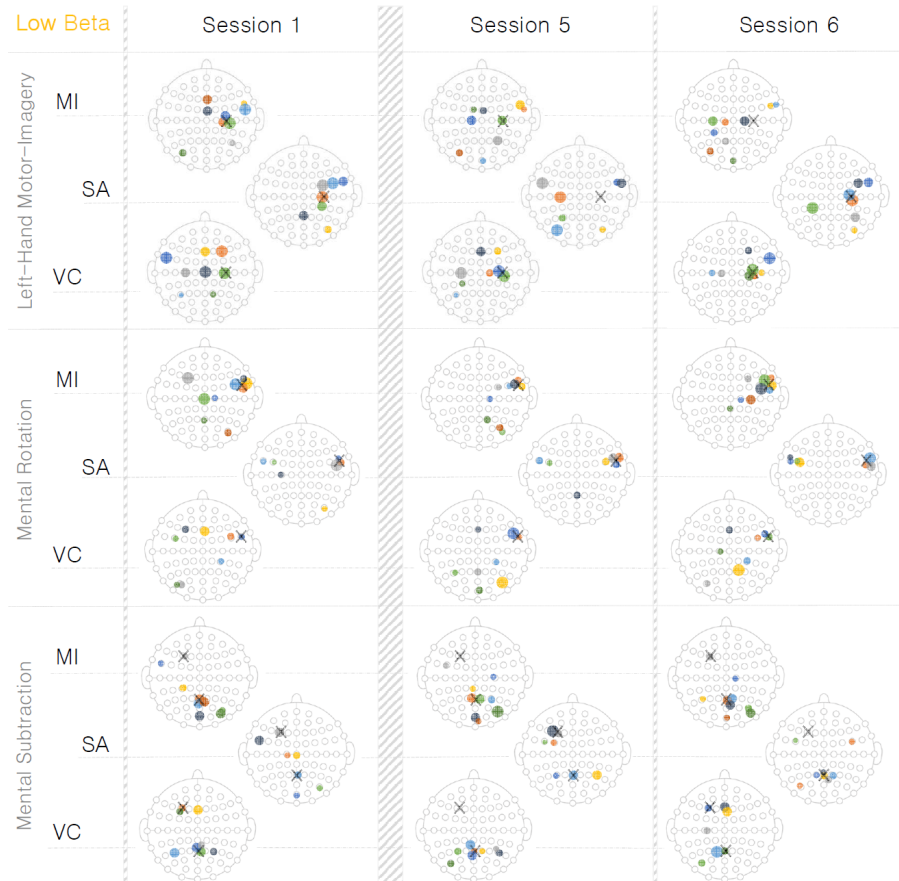 Low Beta
Session 1
Session 5
Session 6
Left-Hand Motor-Imagery
MI
SA
VC
Mental Rotation
MI
SA
VC
Mental Subtraction
MI
SA
VC